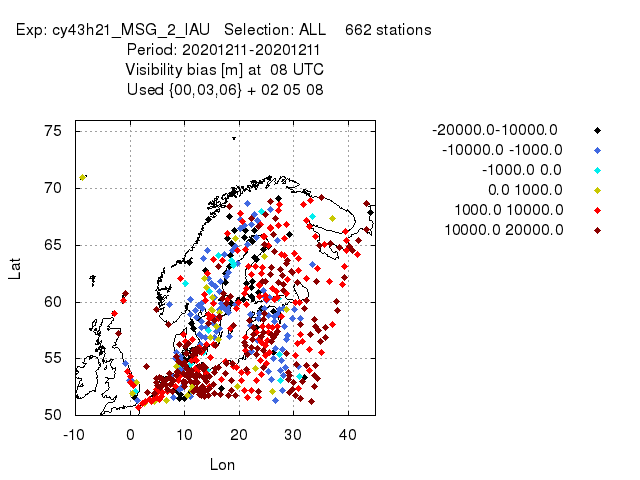 Exp: cy43h21_MSG_2_IAU   Selection: ALL    662 stations
Period: 20201211-20201211
Visibility bias [m] at  08 UTC
Used {00,03,06} + 02 05 08
-20000.0-10000.0
-10000.0 -1000.0
-1000.0 0.0
0.0 1000.0
1000.0 10000.0
10000.0 20000.0
75
70
65
60
55
50
Lat
-10 0 10 20 30 40
Lon